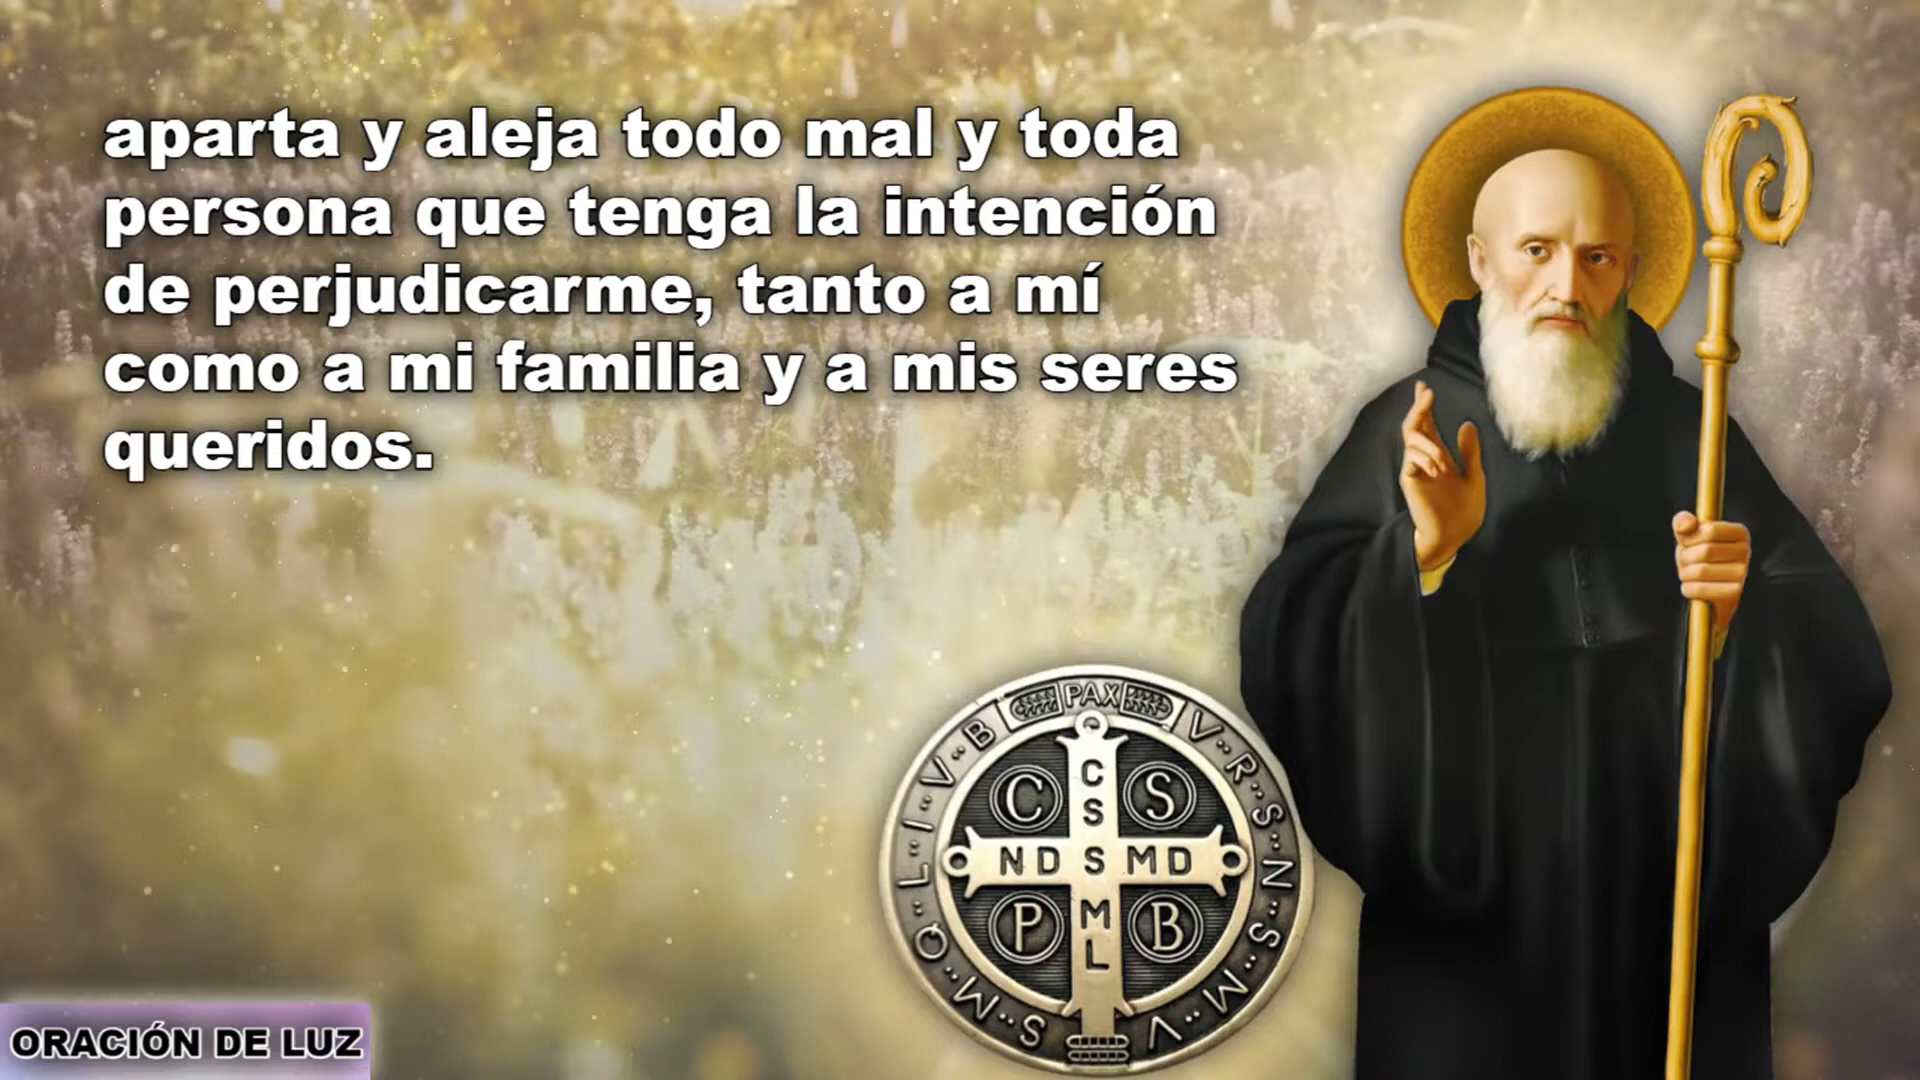 aparta y aleja todo mal y toda
persona que tenga la intención
de perjudicarme, tanto a mí
como a mi familia y a mis seres
queridos.
PAX
V R S N S M V
S M Q L I V B
C S
C
S
N D S M D
M
L
P B
ORACIÓN DE LUZ